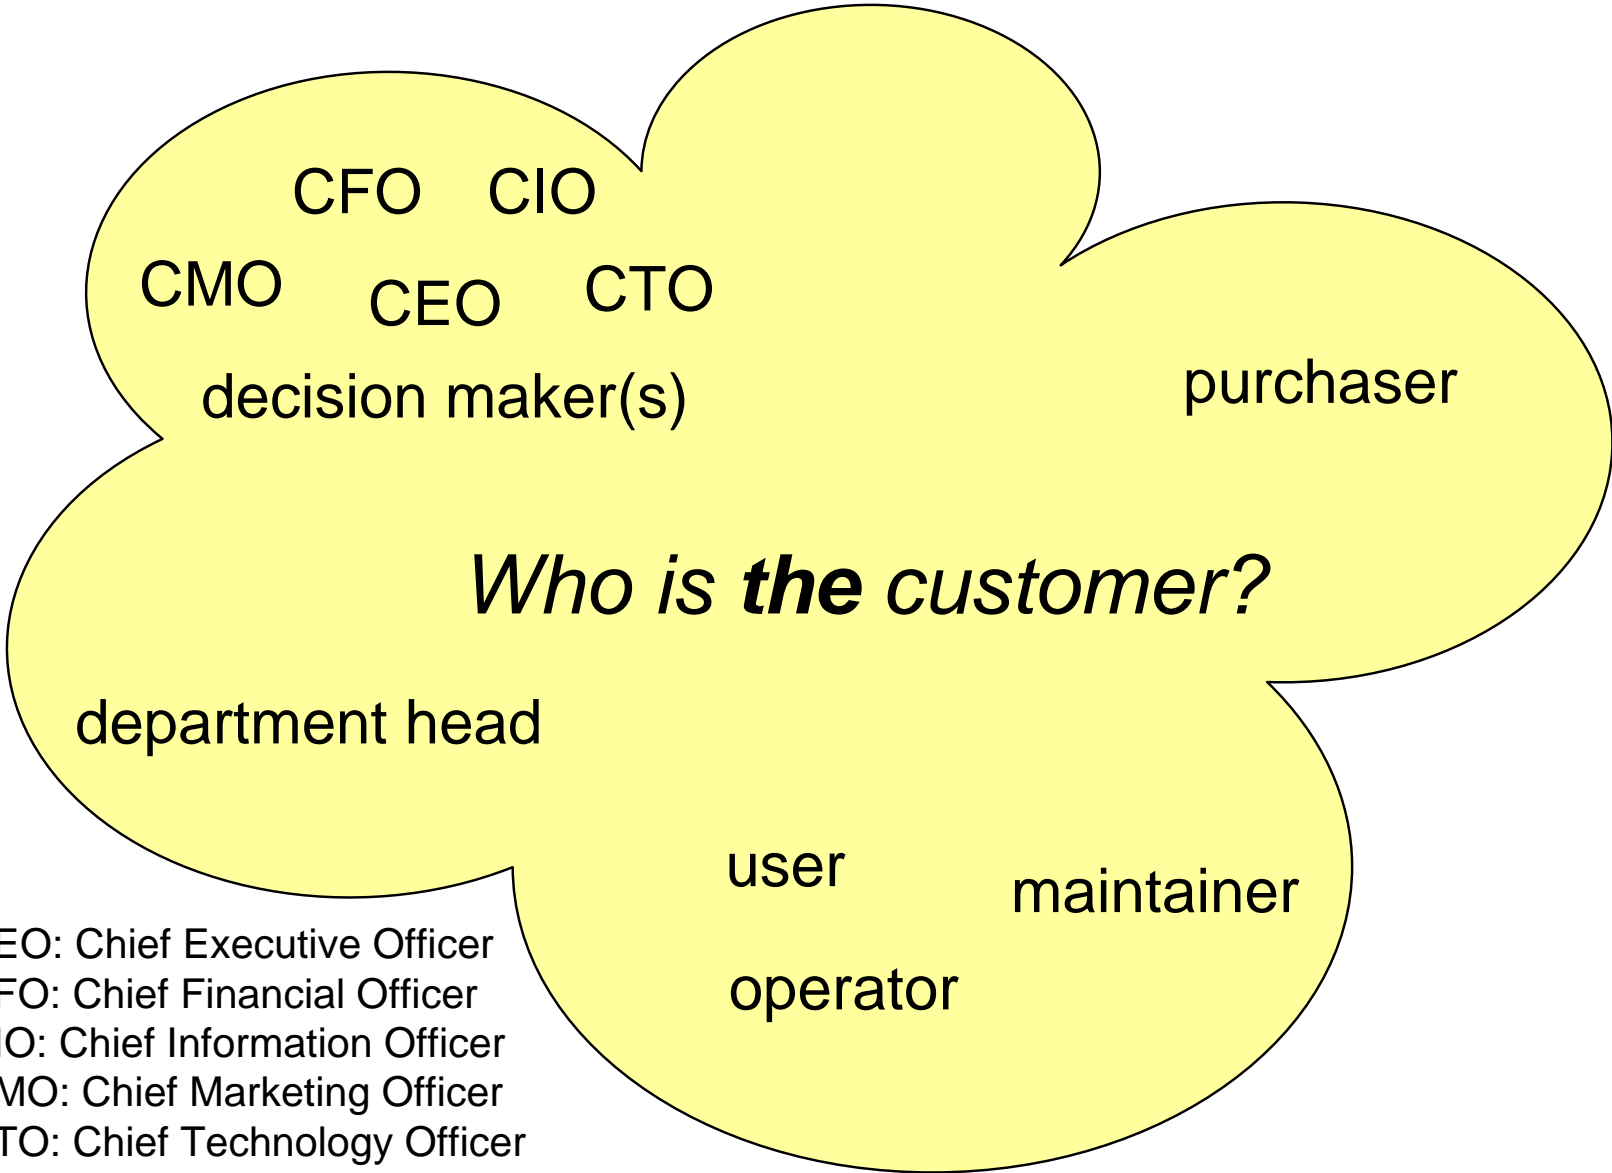 CFO CIO
CMO CEO CTO
decision maker(s)
purchaser
Who is the customer?
department head
user
maintainer
operator
EO: Chief Executive Officer
FO: Chief Financial Officer
IO: Chief Information Officer
MO: Chief Marketing Officer
TO: Chief Technology Officer